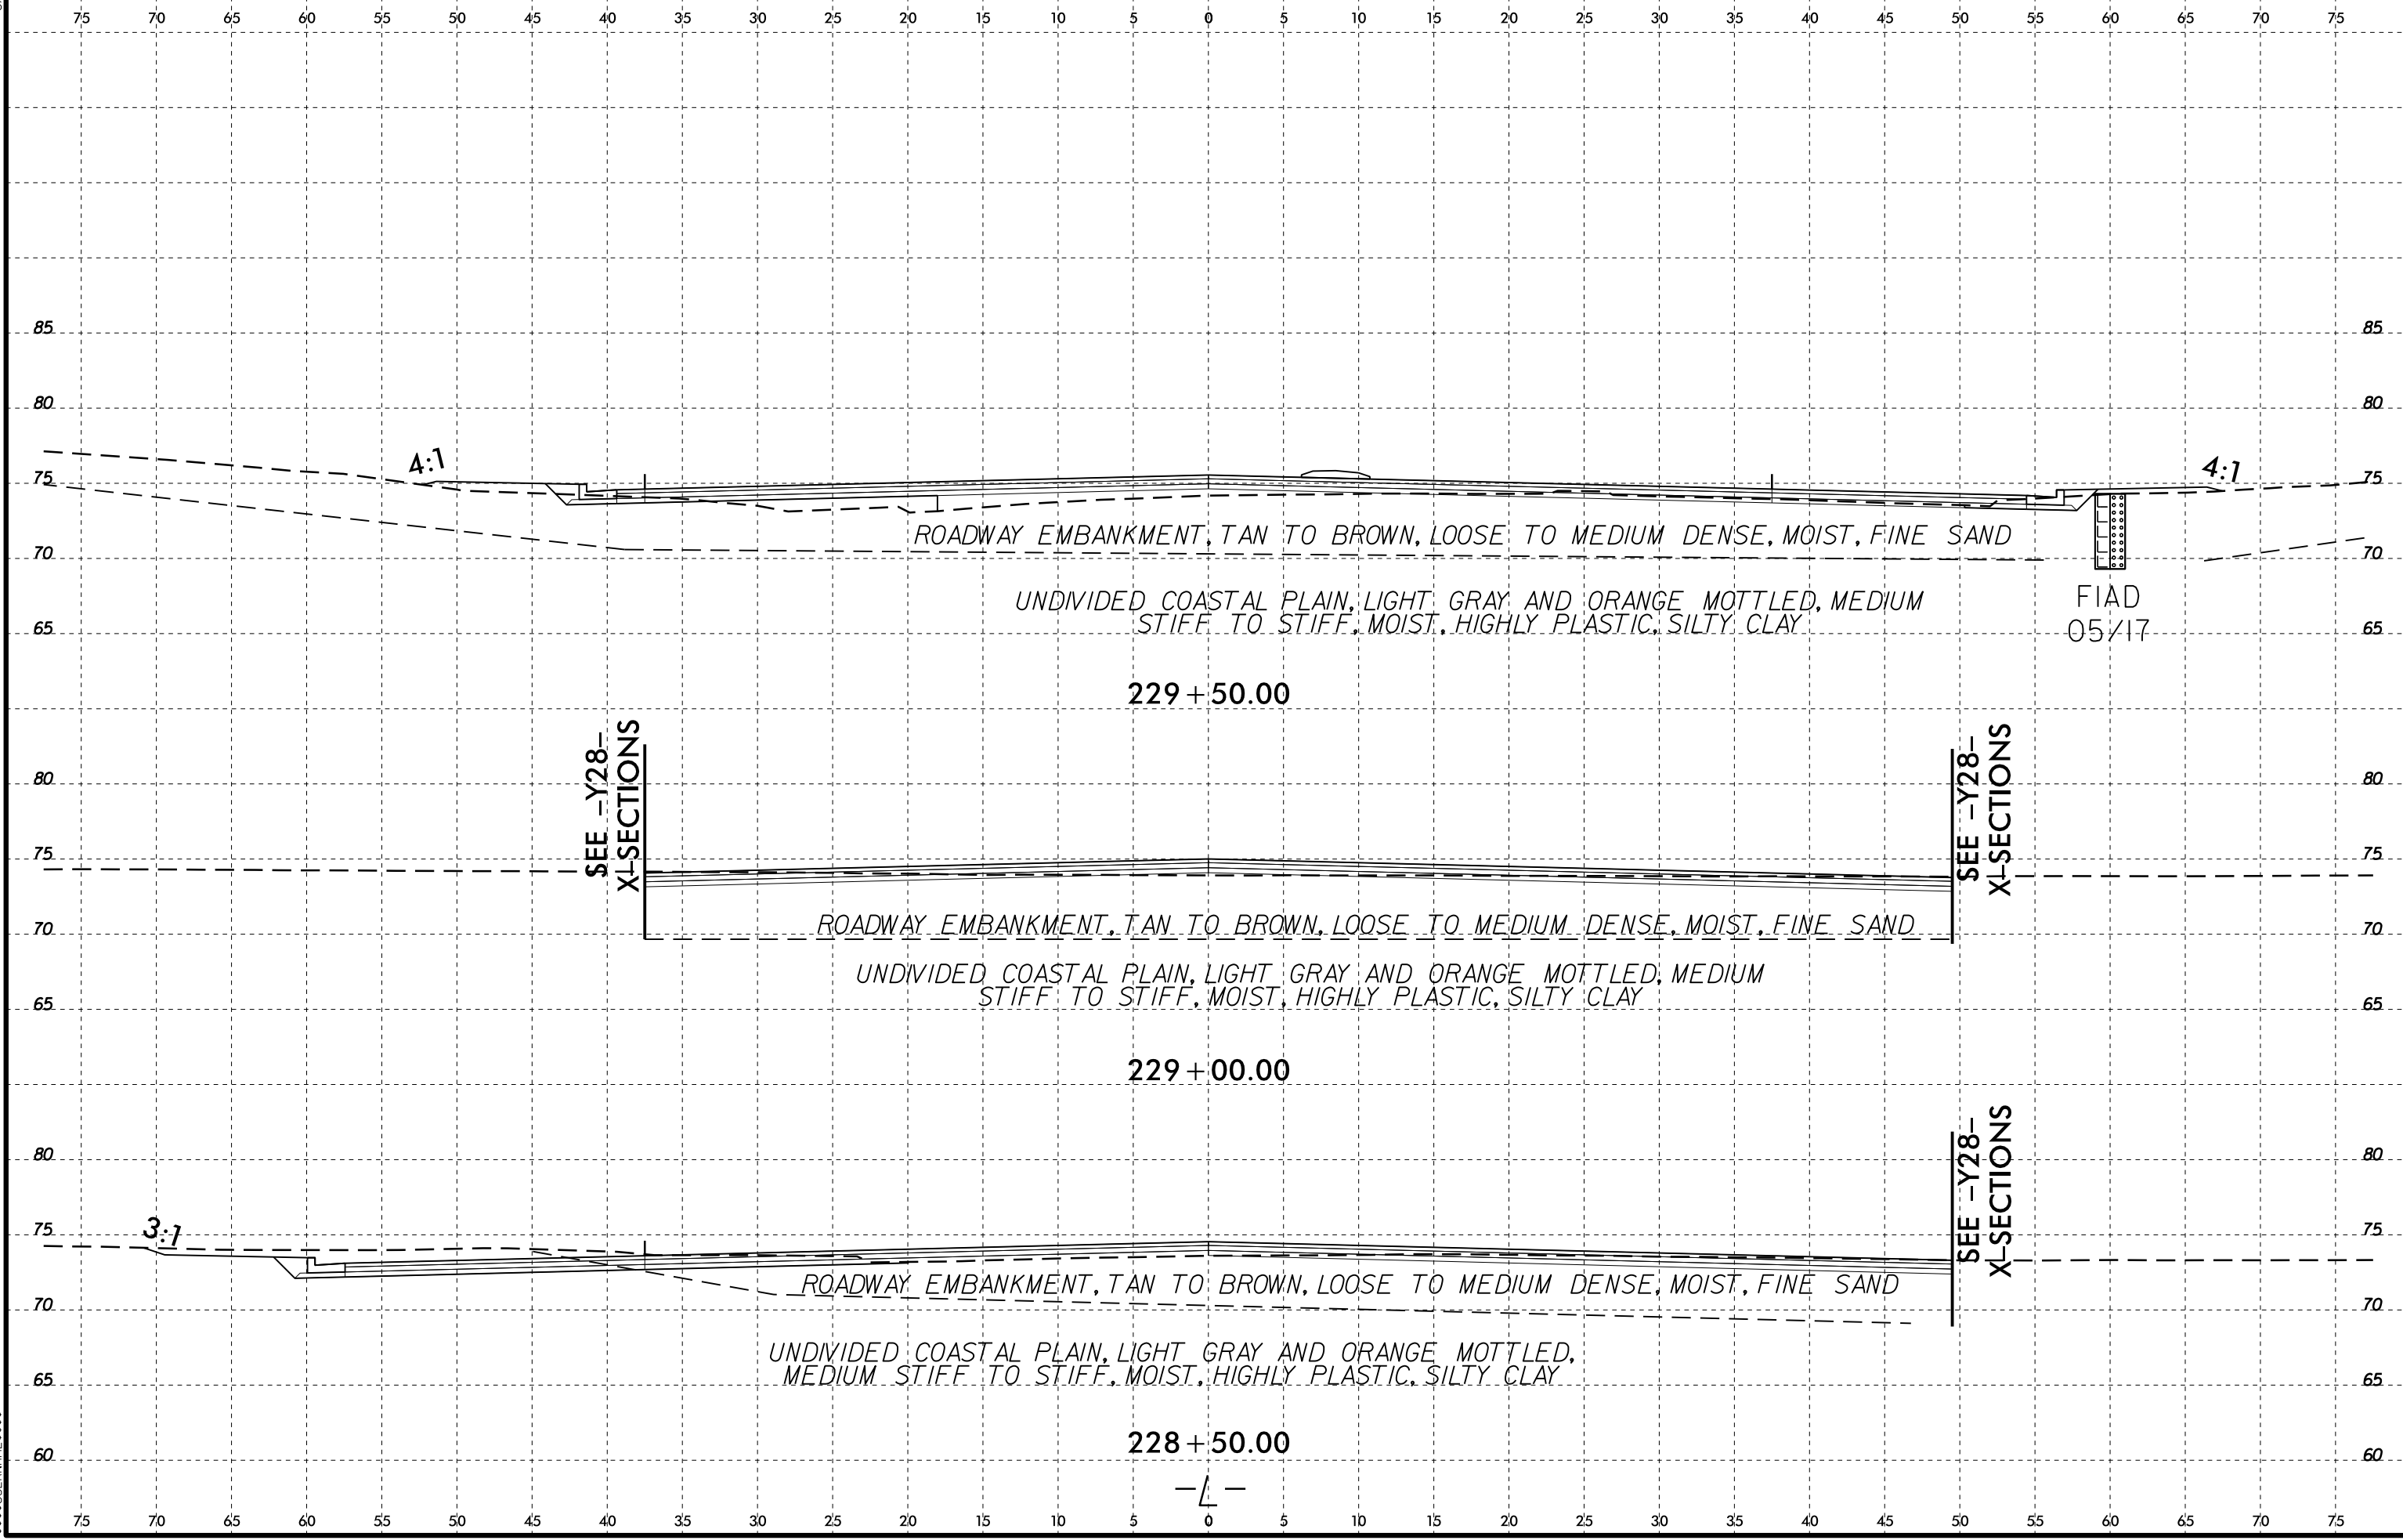 75 70 65 60 55 50 45 40 35 30 25 20 15 10 5 0 5 10 15 20 25 30 35 40 45 50 55 60 65 70 75
85 85
80 80
4:1 4:1
75 75
ROADWAY EMBANKMENT, TAN TO BROWN, LOOSE TO MEDIUM DENSE, MOIST, FINE SAND
70 70
UNDIVIDED COASTAL PLAIN, LIGHT GRAY AND ORANGE MOTTLED, MEDIUM
STIFF TO STIFF, MOIST, HIGHLY PLASTIC, SILTY CLAY
FIAD
05/17
65 65
229+50.00
SEE -Y28-
X-SECTIONS
SEE -Y28-
X-SECTIONS
80 80
75 75
ROADWAY EMBANKMENT, TAN TO BROWN, LOOSE TO MEDIUM DENSE, MOIST, FINE SAND
70 70
UNDIVIDED COASTAL PLAIN, LIGHT GRAY AND ORANGE MOTTLED, MEDIUM
STIFF TO STIFF, MOIST, HIGHLY PLASTIC, SILTY CLAY
65 65
229+00.00
SEE -Y28-
X-SECTIONS
80 80
3:1
75 75
ROADWAY EMBANKMENT, TAN TO BROWN, LOOSE TO MEDIUM DENSE, MOIST, FINE SAND
70 70
UNDIVIDED COASTAL PLAIN, LIGHT GRAY AND ORANGE MOTTLED,
MEDIUM STIFF TO STIFF, MOIST, HIGHLY PLASTIC, SILTY CLAY
65 65
228+50.00
60 60
-L-
75 70 65 60 55 50 45 40 35 30 25 20 15 10 5 0 5 10 15 20 25 30 35 40 45 50 55 60 65 70 75